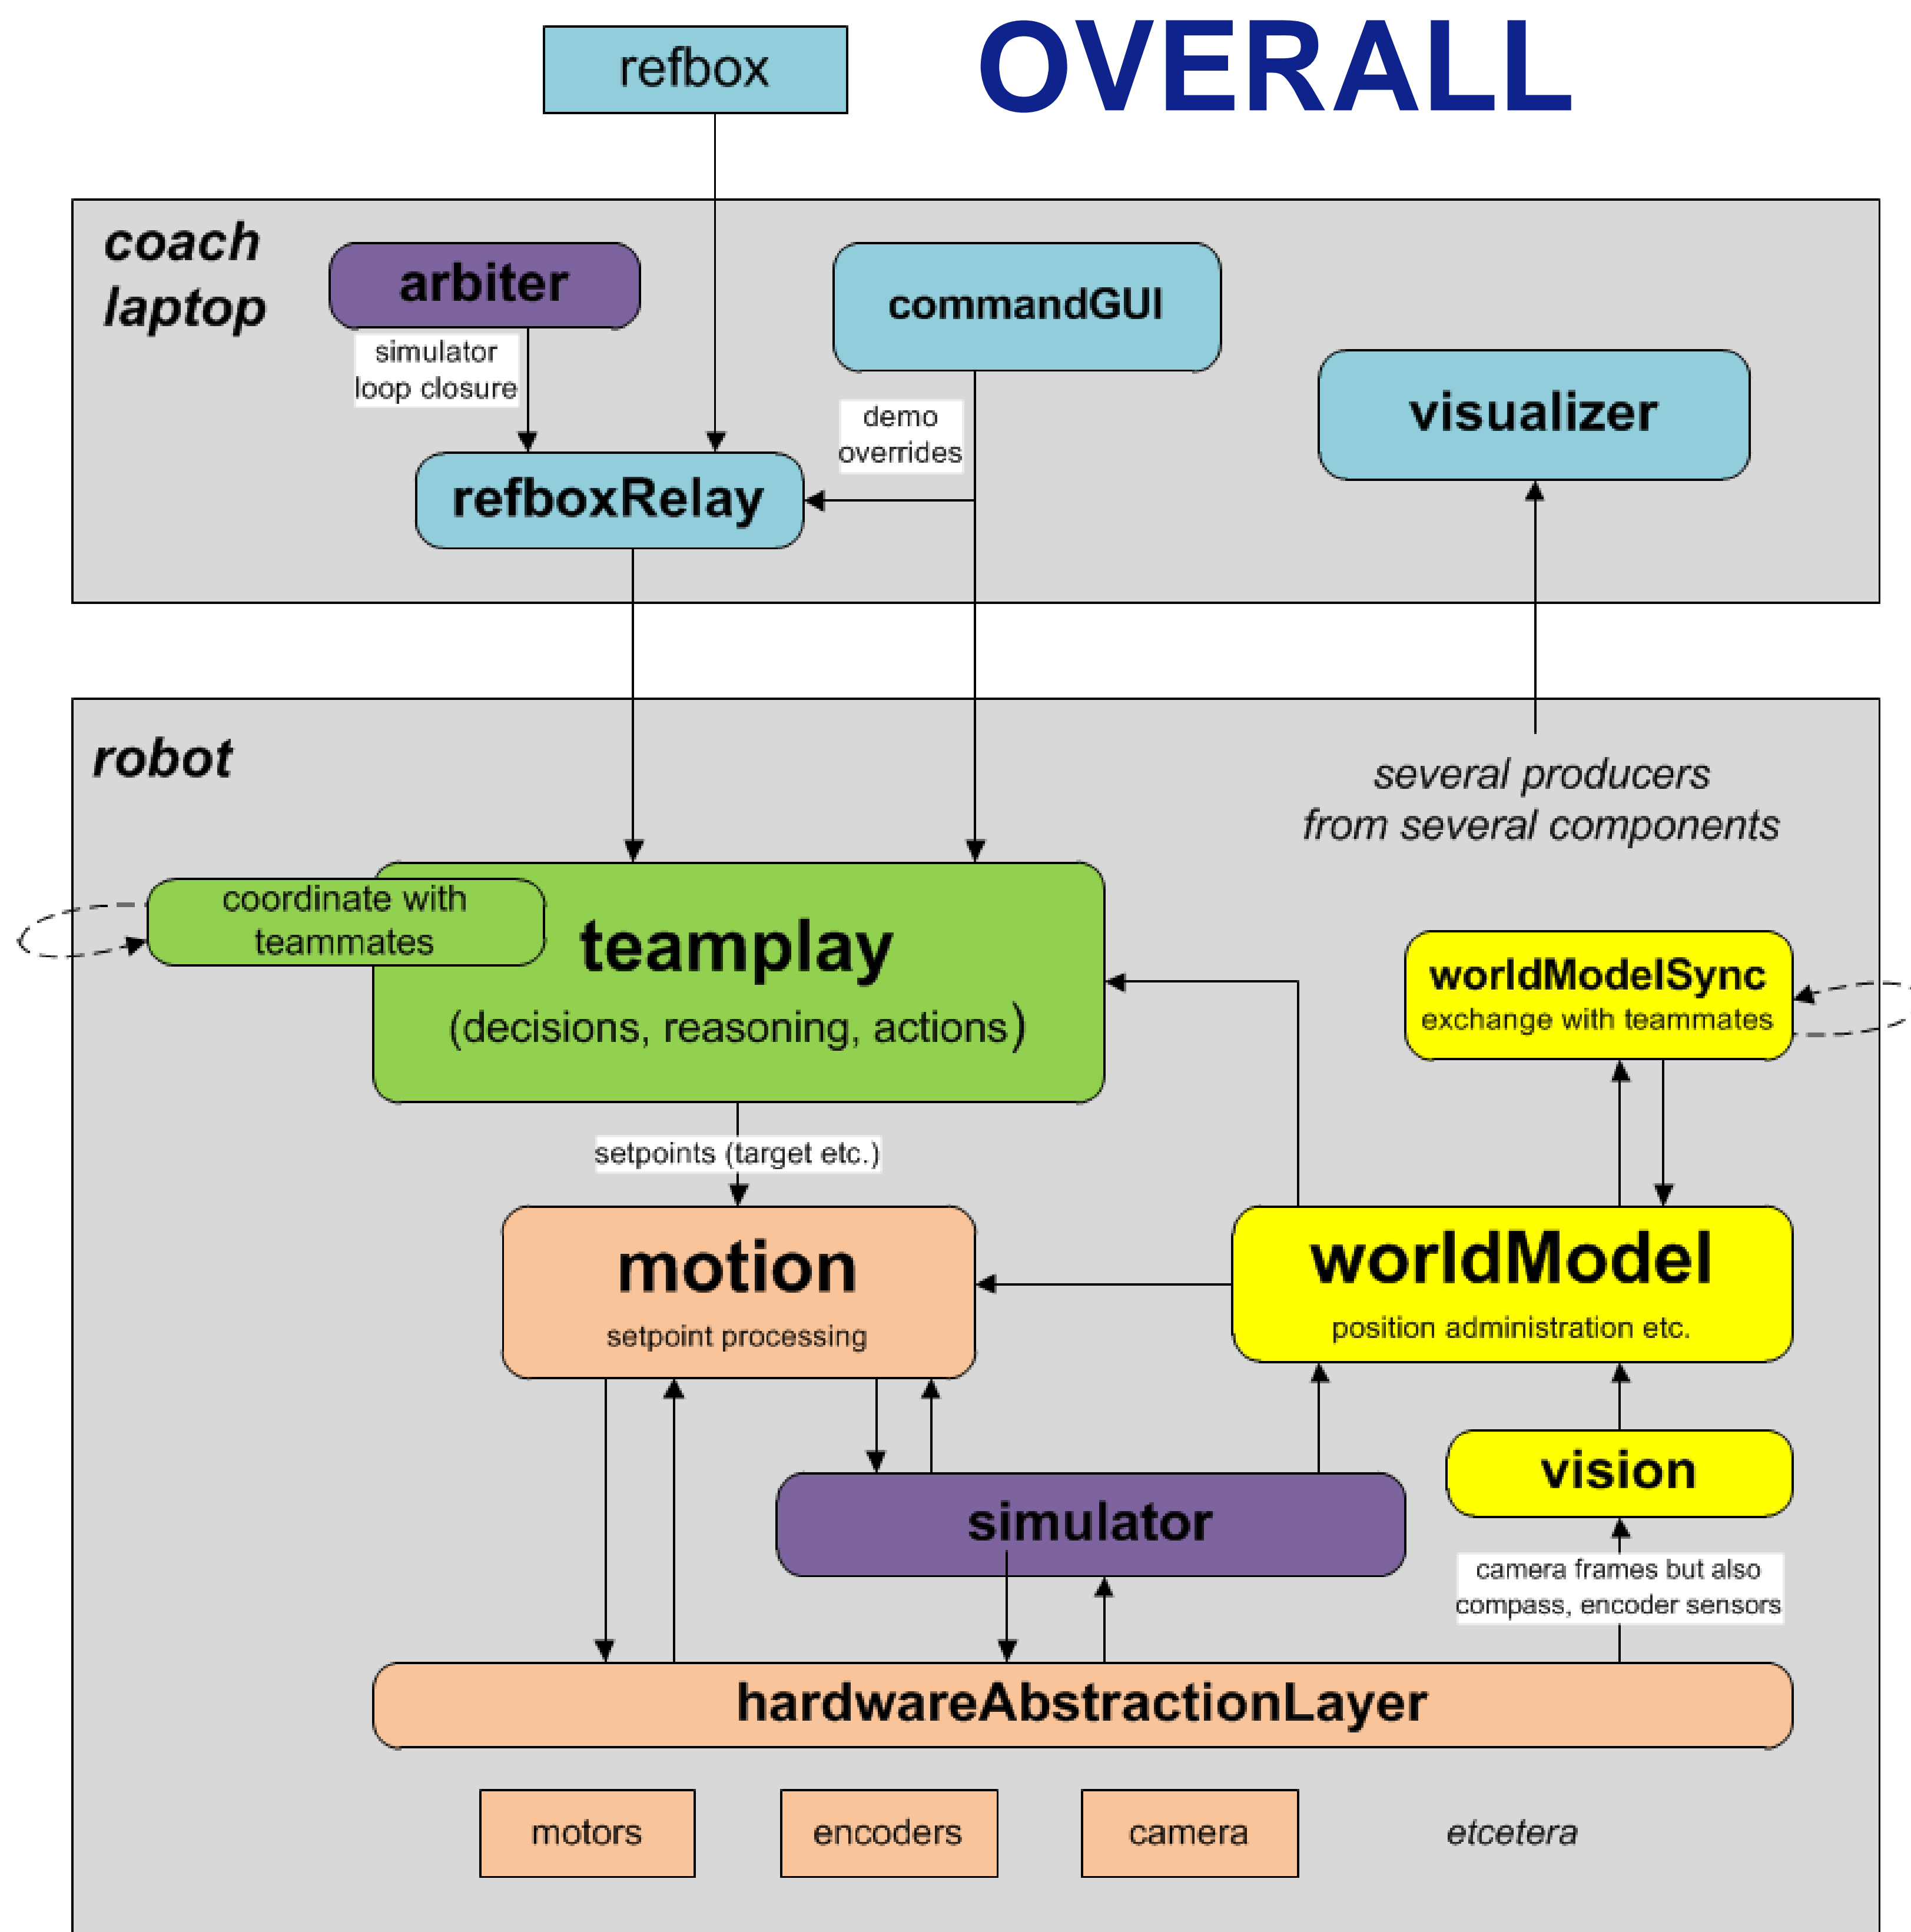 OVERALL
refbox
coach
laptop
arbiter
commandGUI
simulator
loop closure
visualizer
demo
overrides
refboxRelay
robot
several producers
from several components
coordinate with
teammates
teamplay
(decisions, reasoning, actions)
worldModelSync
exchange with teammates
setpoints (target etc.)
motion
setpoint processing
worldModel
position administration etc.
vision
simulator
camera frames but also
compass, encoder sensors
hardwareAbstractionLayer
motors
encoders
camera
etcetera